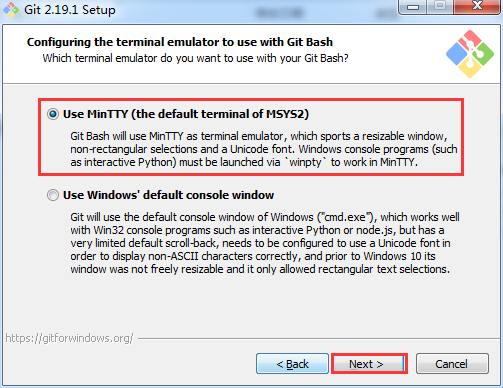 Git 2.19.1 Setup
Configuring the terminal emulator to use with Git Bash
Which terminal emulator do you want to use with your Git Bash?
Use MinTTY (the default terminal of MSYS2)
Git Bash will use MinTTY as terminal emulator, which sports a resizable window,
non-rectangular selections and a Unicode font. Windows console programs (such
as interactive Python) must be launched via `winpty` to work in MinTTY.
Use Windows' default console window
Git will use the default console window of Windows ("cmd.exe"), which works well
with Win32 console programs such as interactive Python or node.js, but has a
very limited default scroll-back, needs to be configured to use a Unicode font in
order to display non-ASCII characters correctly, and prior to Windows 10 its
window was not freely resizable and it only allowed rectangular text selections.
https://gitforwindows.org/
< Back
Next >
Cancel